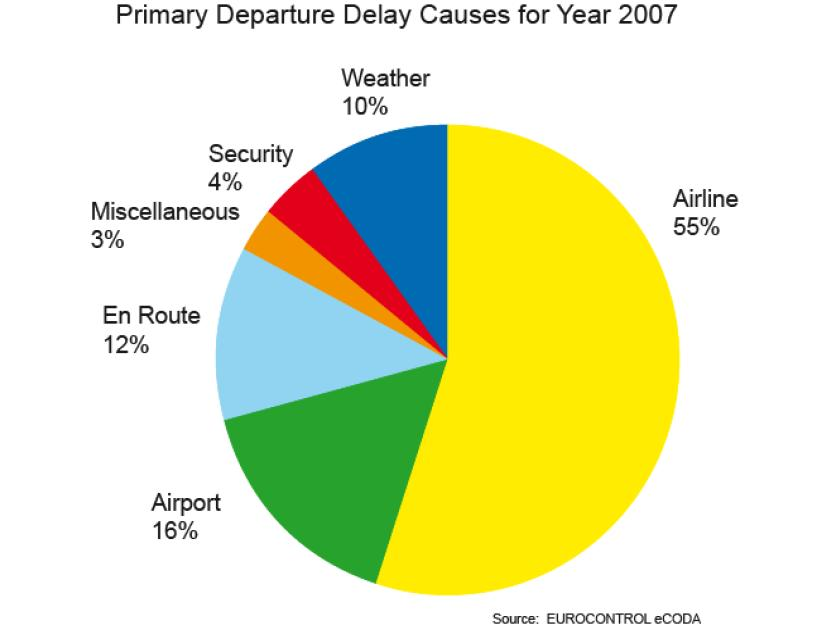 Primary Departure Delay Causes for Year 2007
Weather
10%
Security
4%
Airline
55%
Miscellaneous
3%
En Route
12%
Airport
16%
Source: EUROCONTROL eCODA